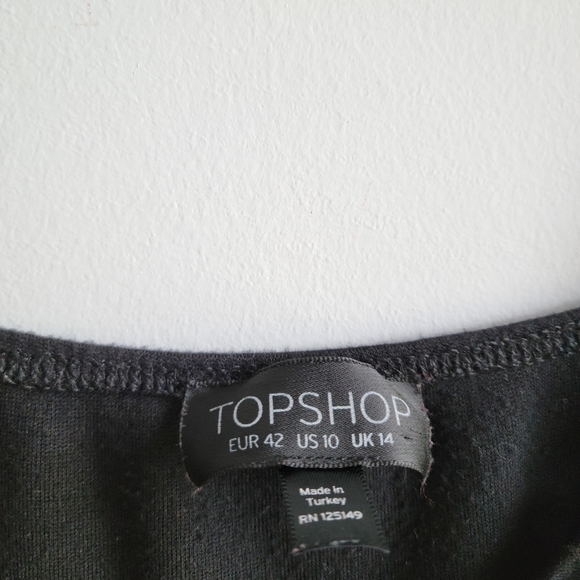 TOPSHOP
EUR 42 US 10 UK 14
Made in
Turkey
RN 125149